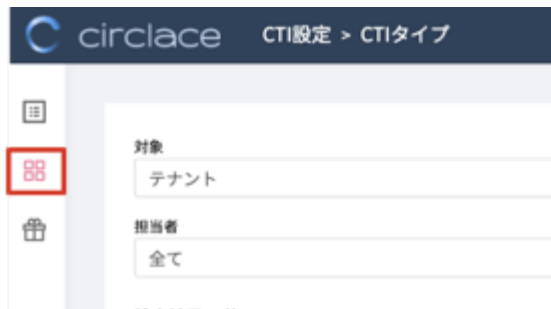 circlace
CTI設定 > CTIタイプ
対象
テナント
担当者
全て